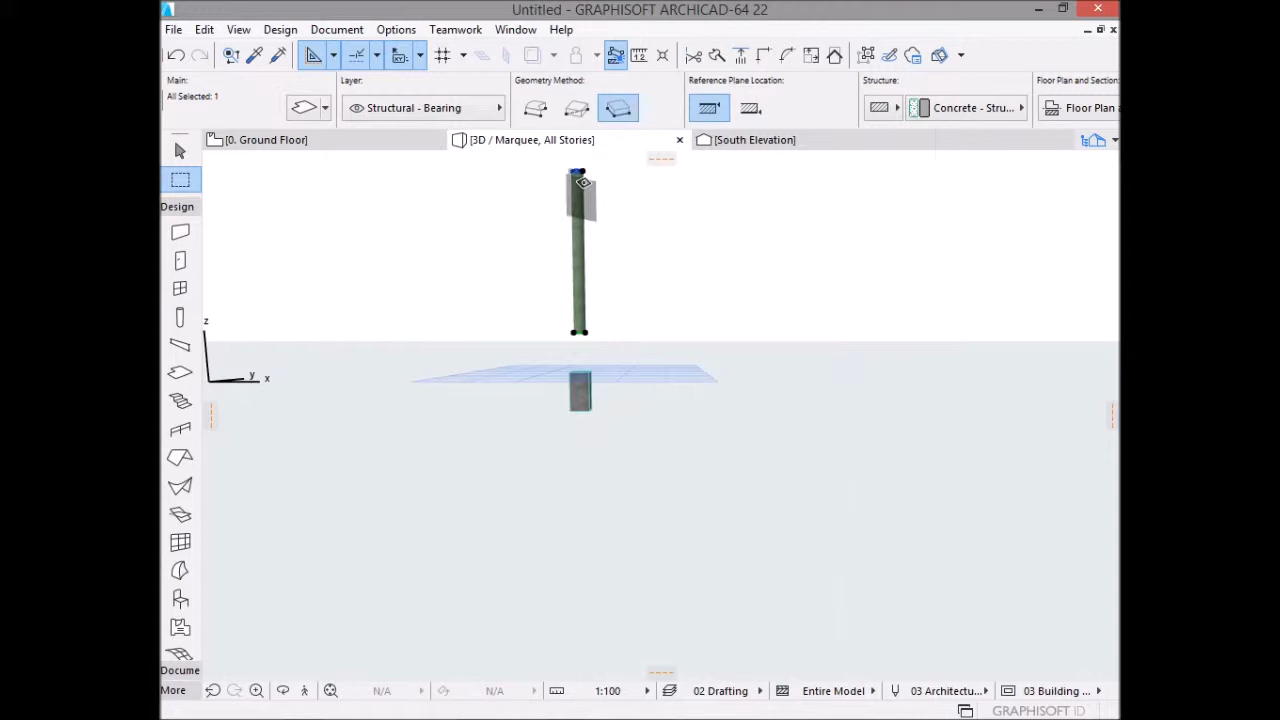 Untitled - GRAPHISOFT ARCHICAD-64 22
File Edit View Design Document Options Teamwork Window Help
Main: Layer: Geometry Method: Reference Plane Location: Structure: Floor Plan and Section:
All Selected: 1
Structural - Bearing Concrete - Stru... Floor Plan a
[0. Ground Floor] [3D / Marquee, All Stories] [South Elevation]
Design
z
y
x
Docume
More N/A N/A 1:100 02 Drafting Entire Model 03 Architectu... 03 Building ...
GRAPHISOFT ID